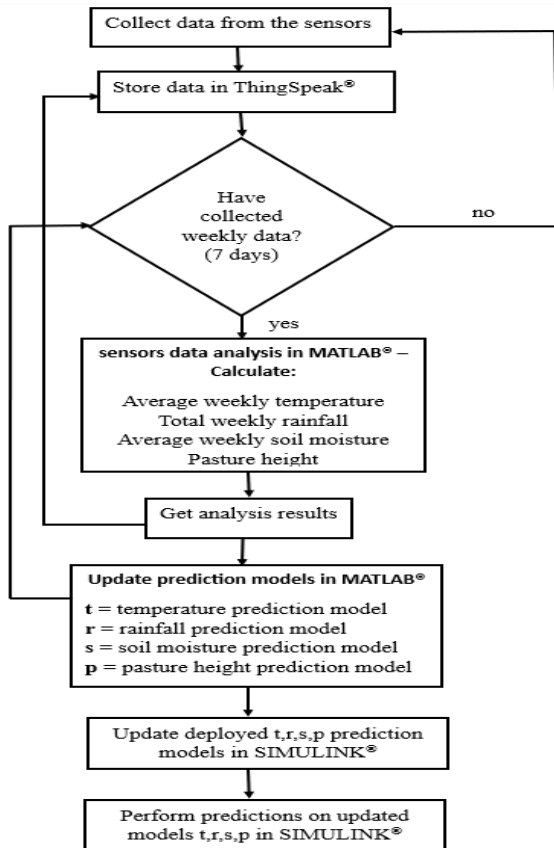 Collect data from the sensors
Store data in ThingSpeak®
Have
collected
weekly data?
(7 days)
no
yes
sensors data analysis in MATLAB® –
Calculate:
Average weekly temperature
Total weekly rainfall
Average weekly soil moisture
Pasture height
Get analysis results
Update prediction models in MATLAB®
t = temperature prediction model
r = rainfall prediction model
s = soil moisture prediction model
p = pasture height prediction model
Update deployed t,r,s,p prediction
models in SIMULINK®
Perform predictions on updated
models t,r,s,p in SIMULINK®